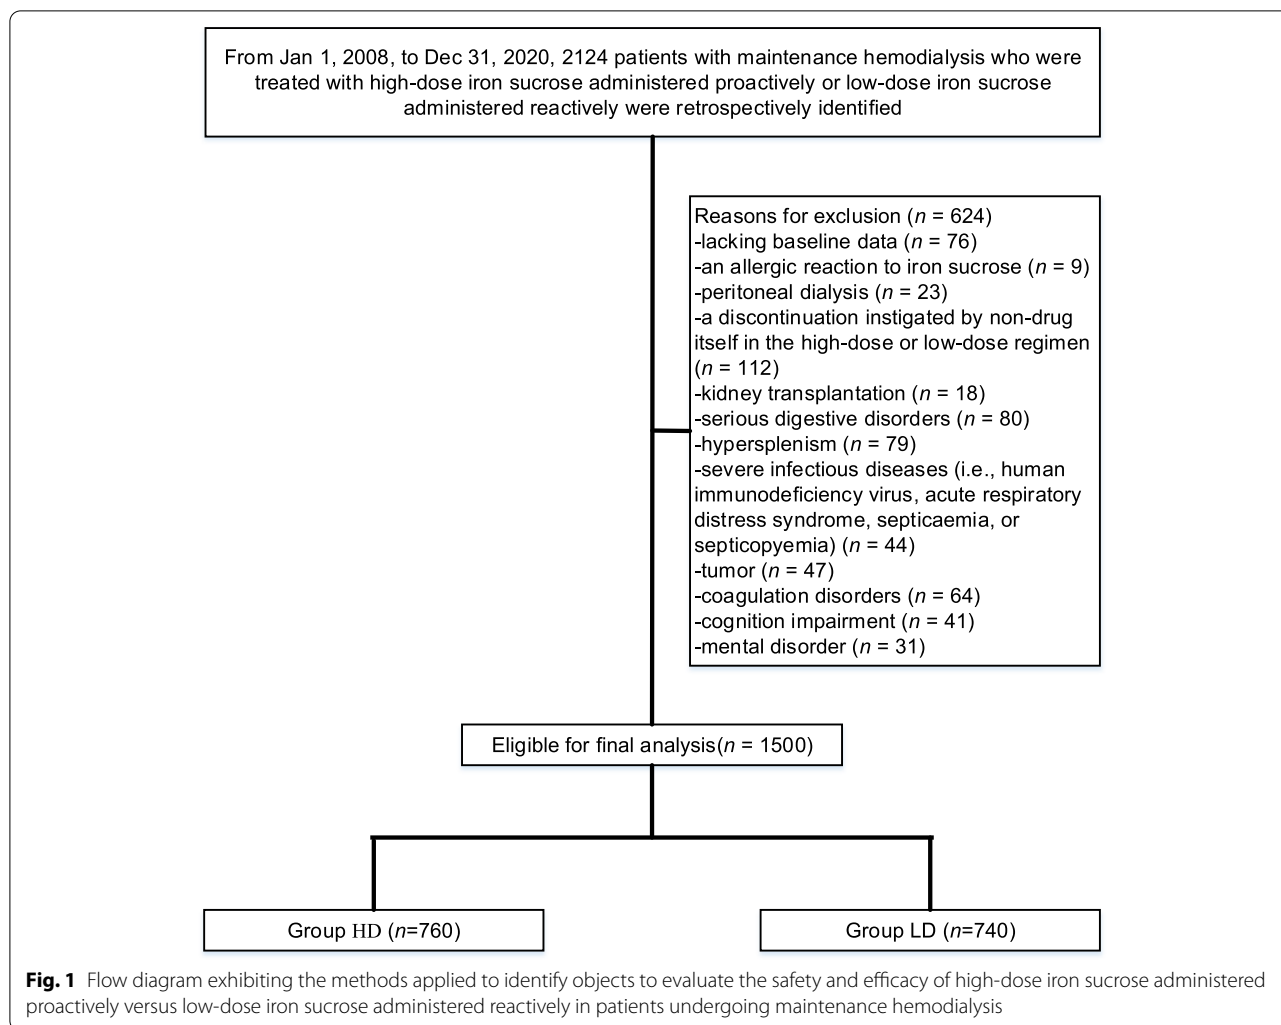 From Jan 1, 2008, to Dec 31, 2020, 2124 patients with maintenance hemodialysis who were
treated with high-dose iron sucrose administered proactively or low-dose iron sucrose
administered reactively were retrospectively identified
Reasons for exclusion (n = 624)
-lacking baseline data (n = 76)
-an allergic reaction to iron sucrose (n = 9)
-peritoneal dialysis (n = 23)
-a discontinuation instigated by non-drug
itself in the high-dose or low-dose regimen
(n = 112)
-kidney transplantation (n = 18)
-serious digestive disorders (n = 80)
-hypersplenism (n = 79)
-severe infectious diseases (i.e., human
immunodeficiency virus, acute respiratory
distress syndrome, septicaemia, or
septicopyemia) (n = 44)
-tumor (n = 47)
-coagulation disorders (n = 64)
-cognition impairment (n = 41)
-mental disorder (n = 31)
Eligible for final analysis(n = 1500)
Group HD (n=760)
Group LD (n=740)
Fig. 1 Flow diagram exhibiting the methods applied to identify objects to evaluate the safety and efficacy of high-dose iron sucrose administered
proactively versus low-dose iron sucrose administered reactively in patients undergoing maintenance hemodialysis